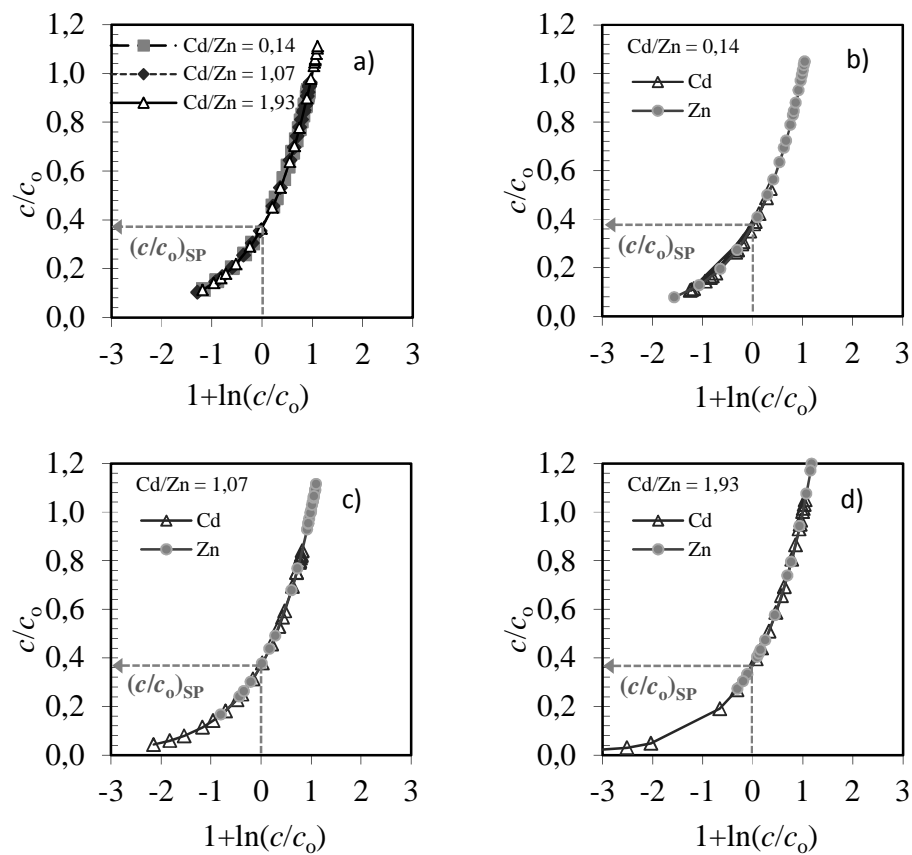 1,2
1,0
0,8
0,6
0,4
0,2
0,0
c/cₒ
Cd/Zn = 0,14
Cd/Zn = 1,07
Cd/Zn = 1,93
a)
(c/cₒ)SP
-3 -2 -1 0 1 2 3
1+ln(c/cₒ)
1,2
1,0
0,8
0,6
0,4
0,2
0,0
c/cₒ
Cd/Zn = 0,14
b)
Cd
Zn
(c/cₒ)SP
-3 -2 -1 0 1 2 3
1+ln(c/cₒ)
1,2
1,0
0,8
0,6
0,4
0,2
0,0
c/cₒ
Cd/Zn = 1,07
c)
Cd
Zn
(c/cₒ)SP
-3 -2 -1 0 1 2 3
1+ln(c/cₒ)
1,2
1,0
0,8
0,6
0,4
0,2
0,0
c/cₒ
Cd/Zn = 1,93
d)
Cd
Zn
(c/cₒ)SP
-3 -2 -1 0 1 2 3
1+ln(c/cₒ)